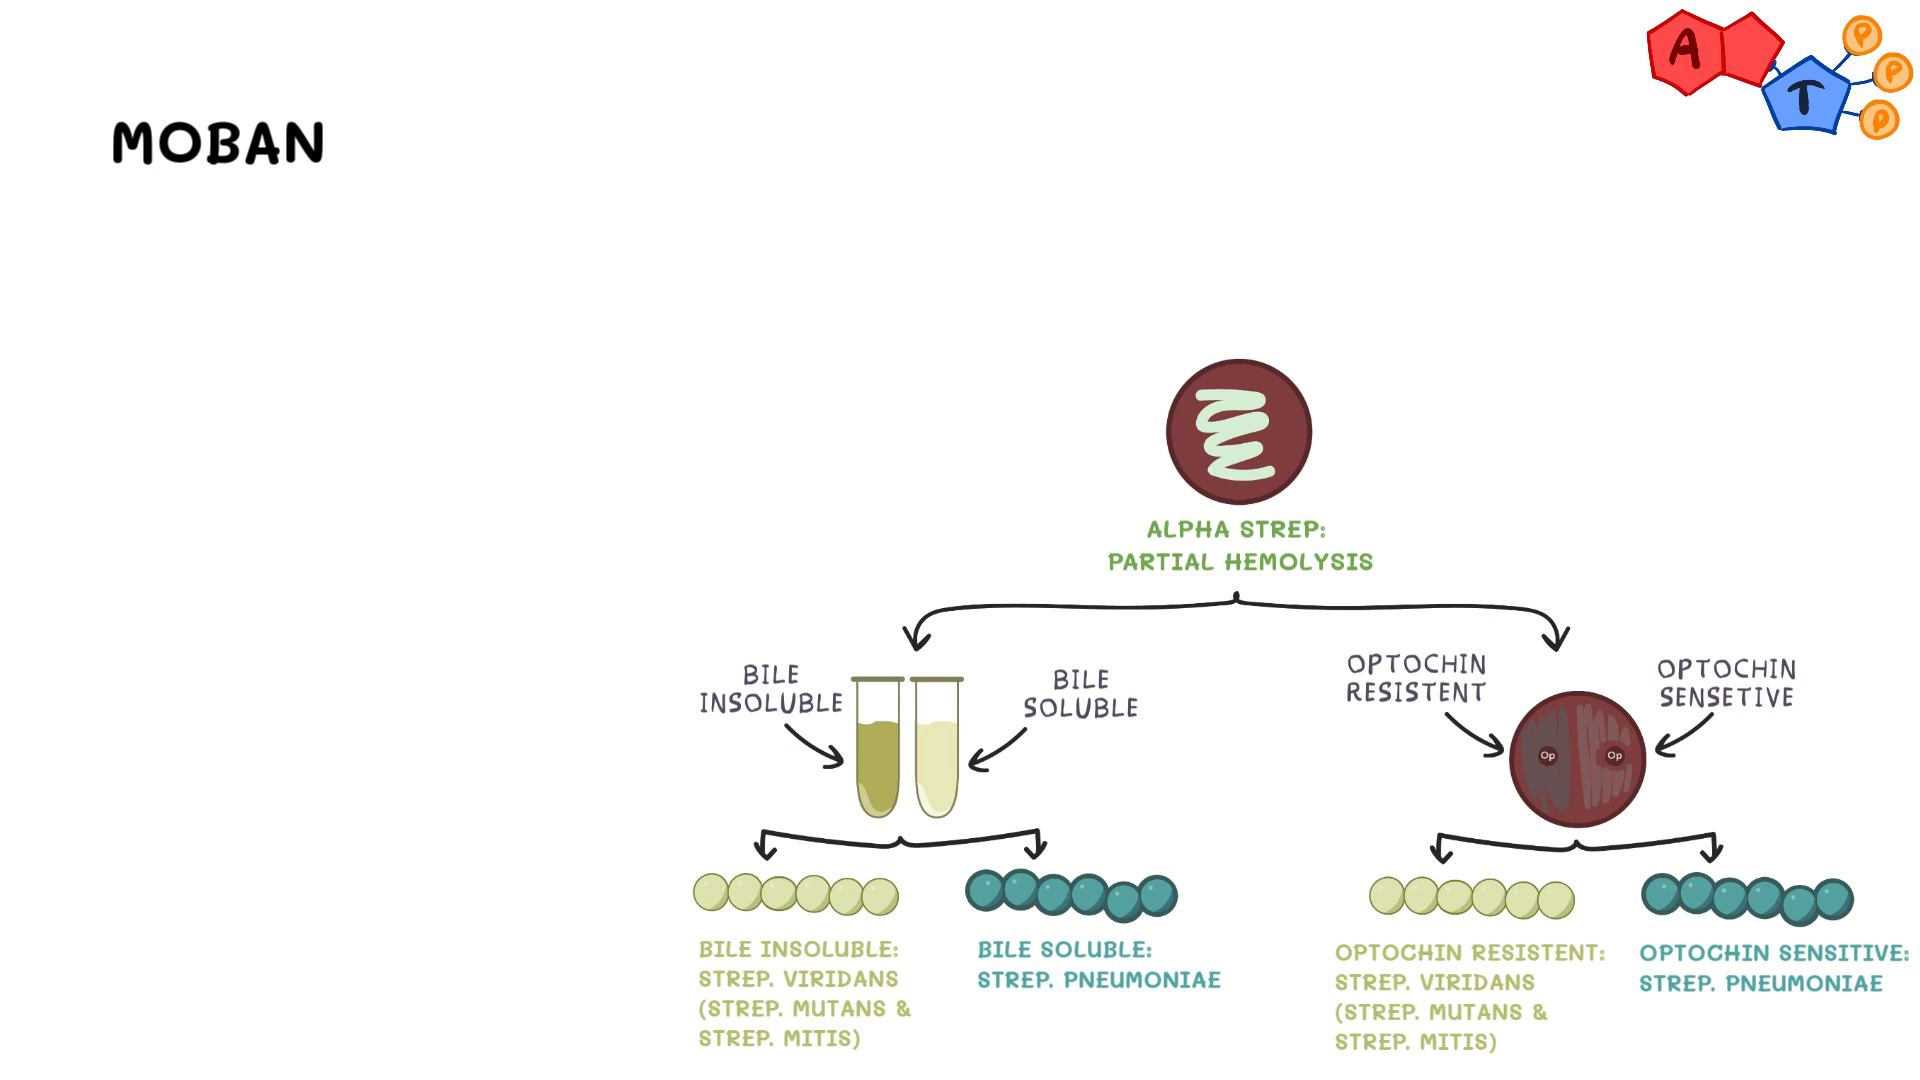 A
T
P
P
P
MOBAN
ALPHA STREP:
PARTIAL HEMOLYSIS
BILE
INSOLUBLE
BILE
SOLUBLE
OPTOCHIN
RESISTENT
OPTOCHIN
SENSETIVE
Op
Op
BILE INSOLUBLE:
STREP. VIRIDANS
(STREP. MUTANS &
STREP. MITIS)
BILE SOLUBLE:
STREP. PNEUMONIAE
OPTOCHIN RESISTENT:
STREP. VIRIDANS
(STREP. MUTANS &
STREP. MITIS)
OPTOCHIN SENSITIVE:
STREP. PNEUMONIAE